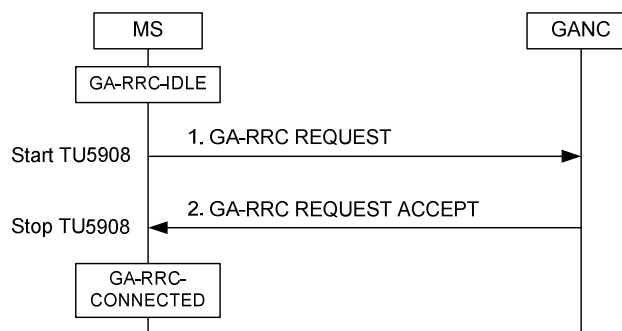 MS
GANC
GA-RRC-IDLE
1. GA-RRC REQUEST
Start TU5908
2. GA-RRC REQUEST ACCEPT
Stop TU5908
GA-RRC-
CONNECTED